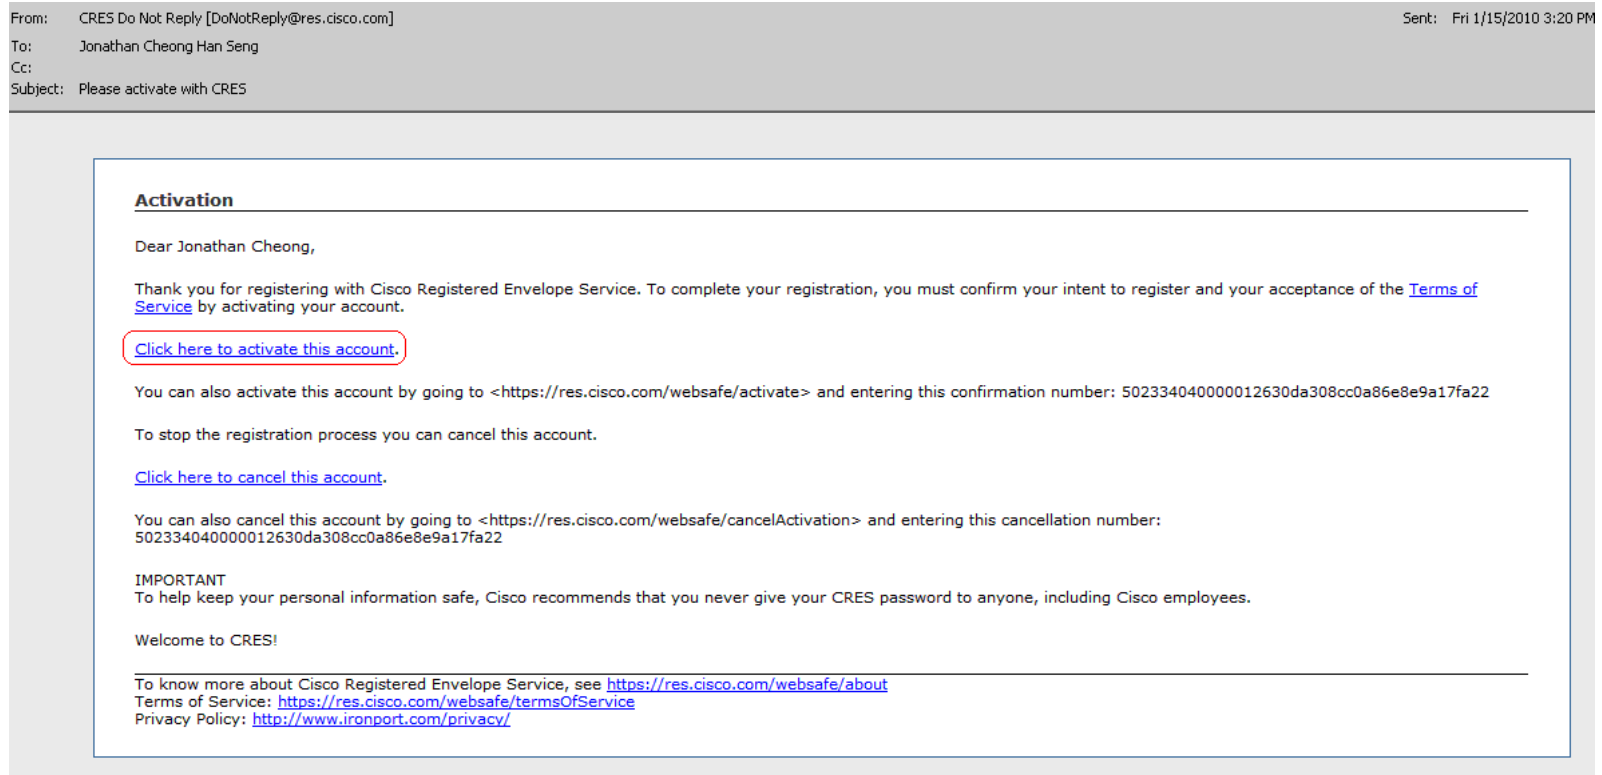 From: CRES Do Not Reply [DoNotReply@res.cisco.com] Sent: Fri 1/15/2010 3:20 PM
To: Jonathan Cheong Han Seng
Cc:
Subject: Please activate with CRES
Activation
Dear Jonathan Cheong,
Thank you for registering with Cisco Registered Envelope Service. To complete your registration, you must confirm your intent to register and your acceptance of the Terms of
Service by activating your account.
Click here to activate this account.
You can also activate this account by going to <https://res.cisco.com/websafe/activate> and entering this confirmation number: 502334040000012630da308cc0a86e8e9a17fa22
To stop the registration process you can cancel this account.
Click here to cancel this account.
You can also cancel this account by going to <https://res.cisco.com/websafe/cancelActivation> and entering this cancellation number:
502334040000012630da308cc0a86e8e9a17fa22
IMPORTANT
To help keep your personal information safe, Cisco recommends that you never give your CRES password to anyone, including Cisco employees.
Welcome to CRES!
To know more about Cisco Registered Envelope Service, see https://res.cisco.com/websafe/about
Terms of Service: https://res.cisco.com/websafe/termsOfService
Privacy Policy: http://www.ironport.com/privacy/